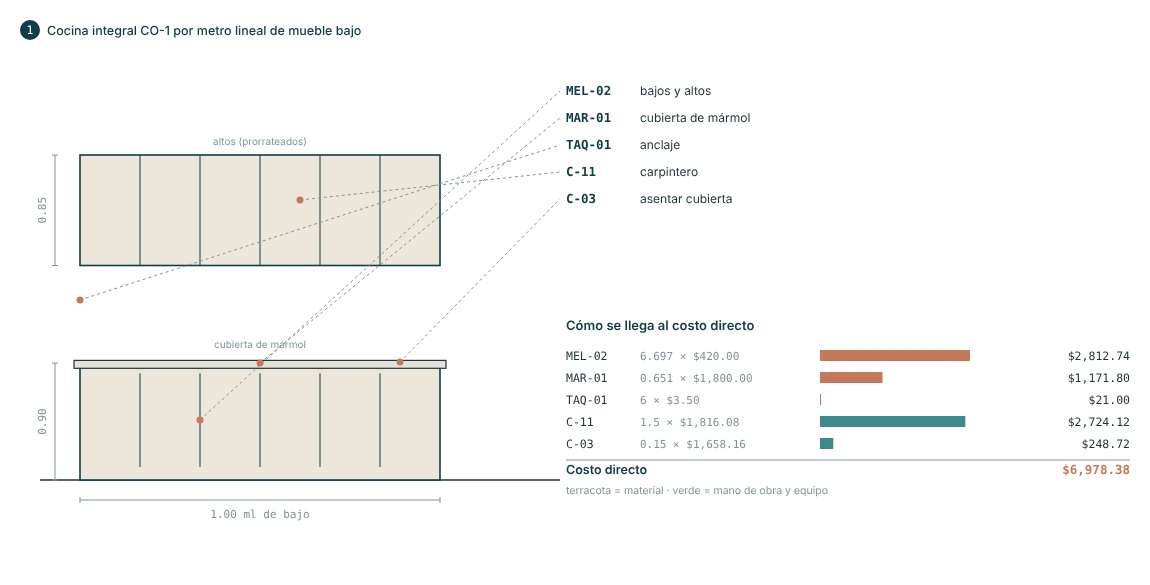 1 Cocina integral CO-1 por metro lineal de mueble bajo
MEL-02 bajos y altos
MAR-01 cubierta de mármol
TAQ-01 anclaje
C-11 carpintero
C-03 asentar cubierta
altos (prorrateados)
0.85
cubierta de mármol
0.90
1.00 ml de bajo
Cómo se llega al costo directo
MEL-02 6.697 × $420.00 $2,812.74
MAR-01 0.651 × $1,800.00 $1,171.80
TAQ-01 6 × $3.50 $21.00
C-11 1.5 × $1,816.08 $2,724.12
C-03 0.15 × $1,658.16 $248.72
Costo directo $6,978.38
terracota = material · verde = mano de obra y equipo